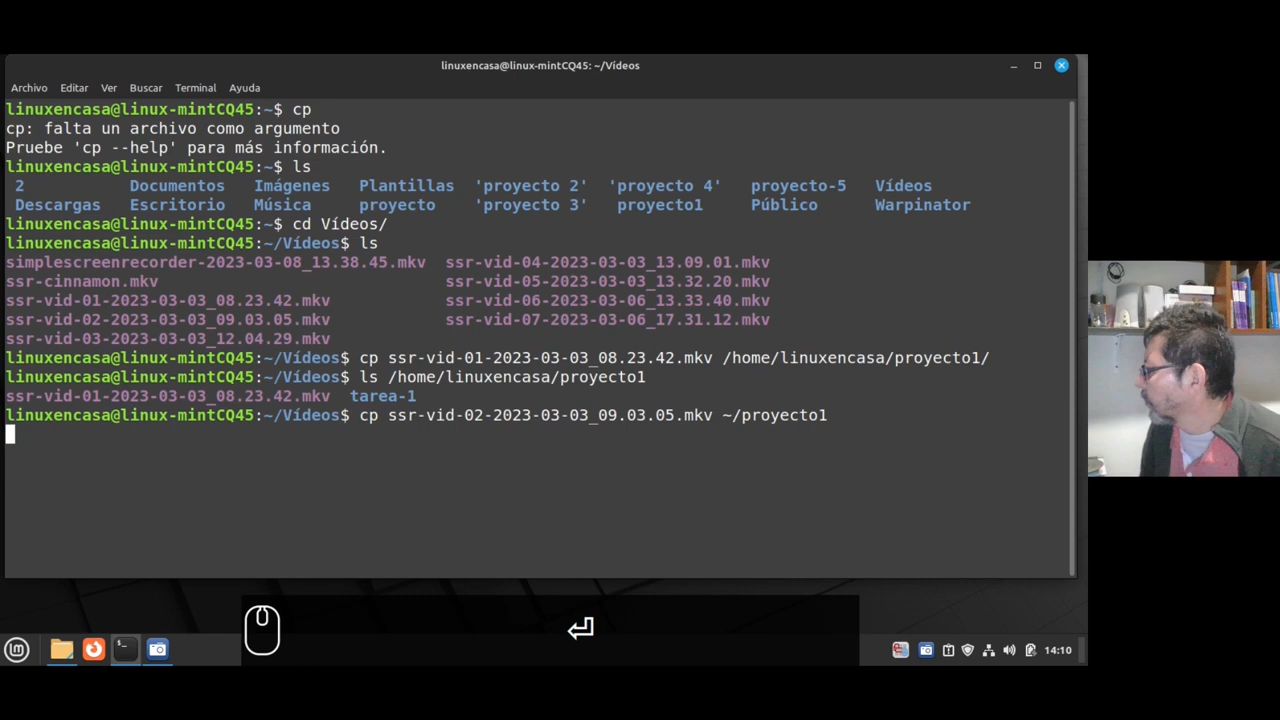 linuxencasa@linux-mintCQ45: ~/Vídeos
Archivo Editar Ver Buscar Terminal Ayuda
linuxencasa@linux-mintCQ45:~$ cp
cp: falta un archivo como argumento
Pruebe 'cp --help' para más información.
linuxencasa@linux-mintCQ45:~$ ls
2 Documentos Imágenes Plantillas 'proyecto 2' 'proyecto 4' proyecto-5 Vídeos
Descargas Escritorio Música proyecto 'proyecto 3' proyecto1 Público Warpinator
linuxencasa@linux-mintCQ45:~$ cd Vídeos/
linuxencasa@linux-mintCQ45:~/Vídeos$ ls
simplescreenrecorder-2023-03-08_13.38.45.mkv ssr-vid-04-2023-03-03_13.09.01.mkv
ssr-cinnamon.mkv ssr-vid-05-2023-03-03_13.32.20.mkv
ssr-vid-01-2023-03-03_08.23.42.mkv ssr-vid-06-2023-03-06_13.33.40.mkv
ssr-vid-02-2023-03-03_09.03.05.mkv ssr-vid-07-2023-03-06_17.31.12.mkv
ssr-vid-03-2023-03-03_12.04.29.mkv
linuxencasa@linux-mintCQ45:~/Vídeos$ cp ssr-vid-01-2023-03-03_08.23.42.mkv /home/linuxencasa/proyecto1/
linuxencasa@linux-mintCQ45:~/Vídeos$ ls /home/linuxencasa/proyecto1
ssr-vid-01-2023-03-03_08.23.42.mkv tarea-1
linuxencasa@linux-mintCQ45:~/Vídeos$ cp ssr-vid-02-2023-03-03_09.03.05.mkv ~/proyecto1
14:10